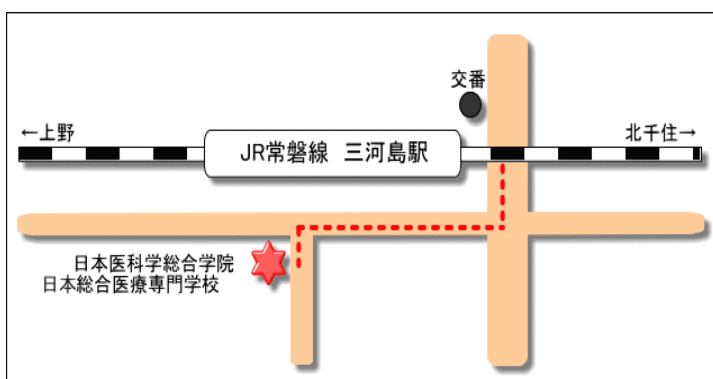 交番
←上野
北千住→
JR常磐線 三河島駅
日本医科学総合学院
日本総合医療専門学校